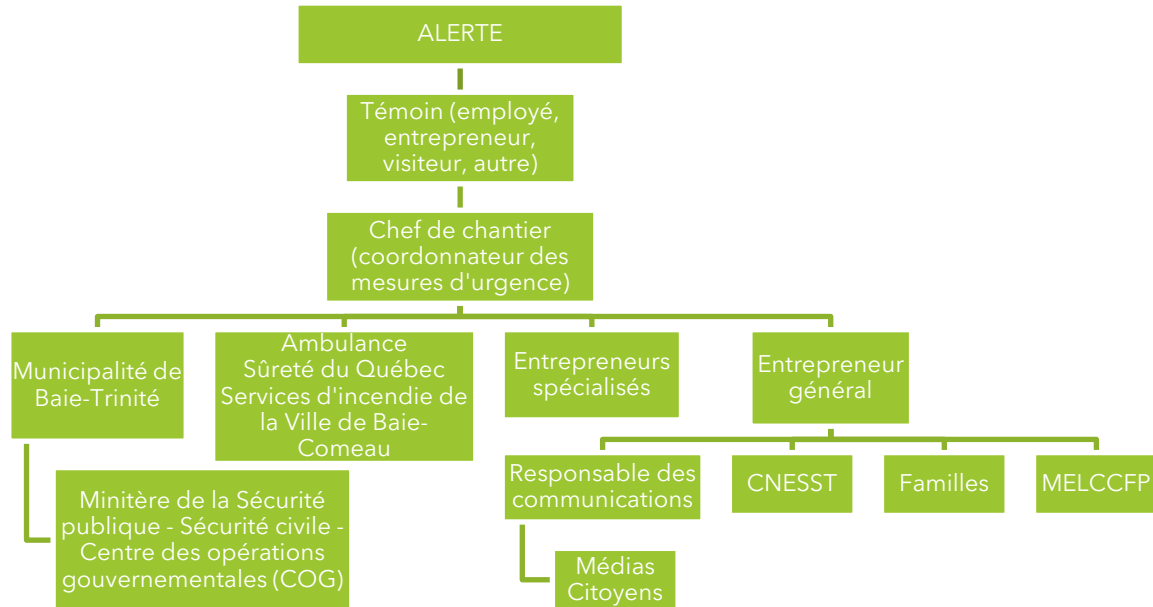 ALERTE
Témoin (employé,
entrepreneur,
visiteur, autre)
Chef de chantier
(coordonnateur des
mesures d'urgence)
Municipalité de
Baie-Trinité
Ambulance
Sûreté du Québec
Services d'incendie de
la Ville de Baie-
Comeau
Entrepreneurs
spécialisés
Entrepreneur
général
Minitère de la Sécurité
publique - Sécurité civile -
Centre des opérations
gouvernementales (COG)
Responsable des
communications
CNESST
Familles
MELCCFP
Médias
Citoyens